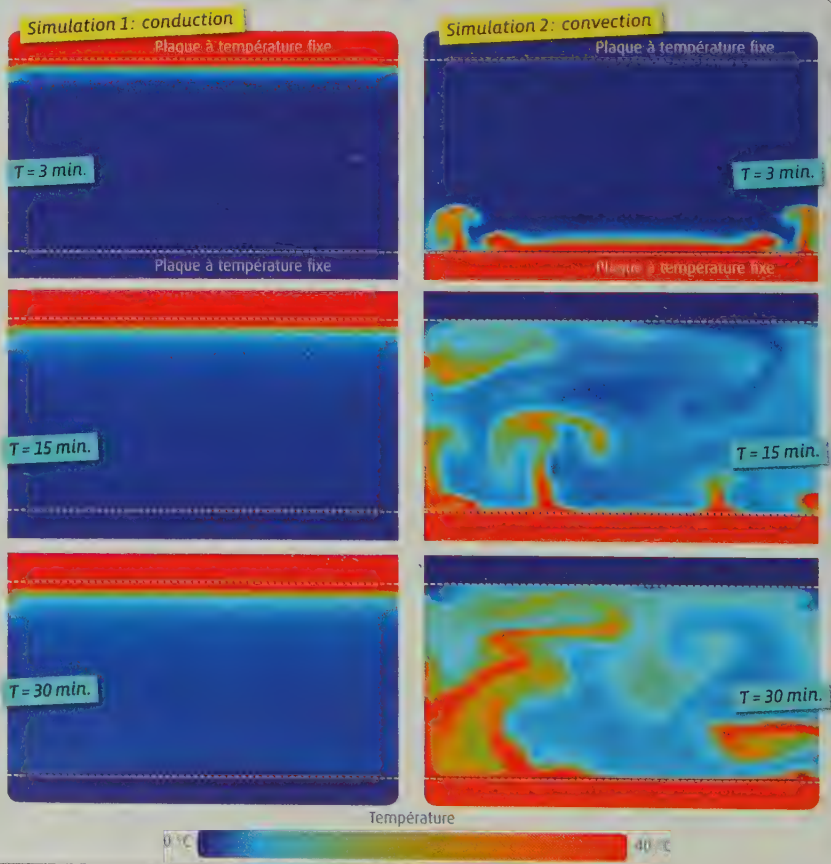 Simulation 1: conduction
Simulation 2: convection
Plaque à température fixe
Plaque à température fixe
T = 3 min.
T = 3 min.
Plaque à température fixe
Plaque à température fixe
T = 15 min.
T = 15 min.
T = 30 min.
T = 30 min.
Température
0 °C
40 °C